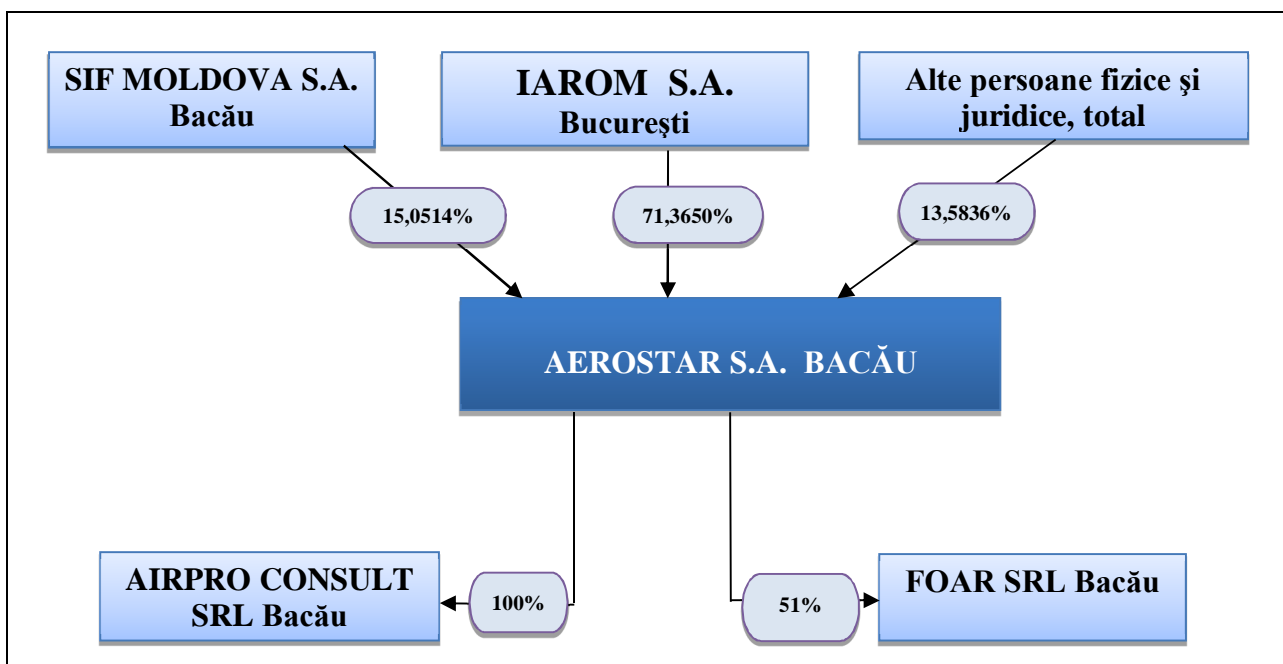 SIF MOLDOVA S.A.
Bacău
IAROM S.A.
Bucureşti
Alte persoane fizice şi
juridice, total
15,0514%
71,3650%
13,5836%
AEROSTAR S.A. BACĂU
AIRPRO CONSULT
SRL Bacău
100%
51%
FOAR SRL Bacău